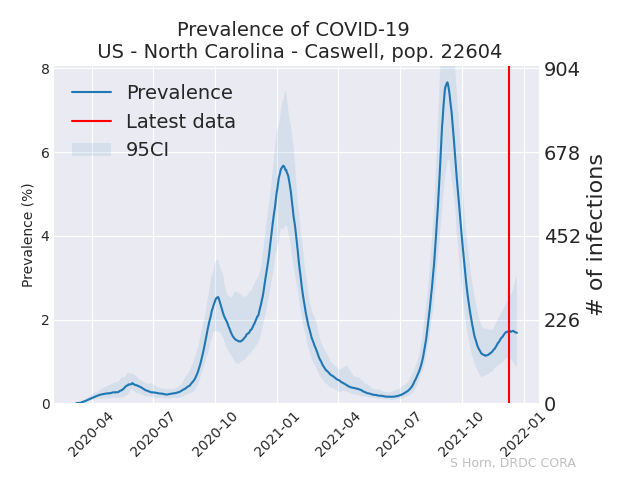 Prevalence of COVID-19
US - North Carolina - Caswell, pop. 22604
Prevalence
Latest data
95CI
Prevalence (%)
8
6
4
2
0
904
678
452
226
0
# of infections
2020-04
2020-07
2020-10
2021-01
2021-04
2021-07
2021-10
2022-01
S Horn, DRDC CORA